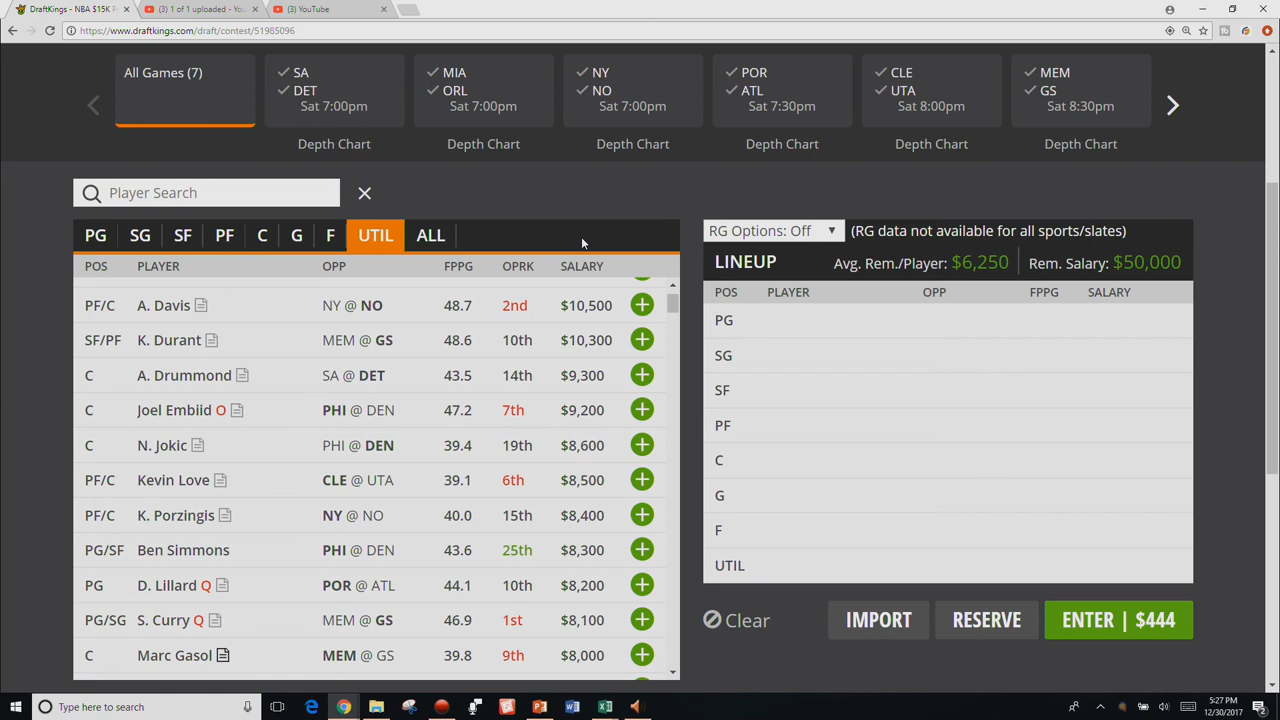 DraftKings - NBA $15K P
(3) 1 of 1 uploaded - You
(3) YouTube
https://www.draftkings.com/draft/contest/51985096
All Games (7)
SA
DET
Sat 7:00pm
Depth Chart
MIA
ORL
Sat 7:00pm
Depth Chart
NY
NO
Sat 7:00pm
Depth Chart
POR
ATL
Sat 7:30pm
Depth Chart
CLE
UTA
Sat 8:00pm
Depth Chart
MEM
GS
Sat 8:30pm
Depth Chart
Player Search
PG SG SF PF C G F UTIL ALL
POS PLAYER OPP FPPG OPRK SALARY
PF/C A. Davis NY @ NO 48.7 2nd $10,500
SF/PF K. Durant MEM @ GS 48.6 10th $10,300
C A. Drummond SA @ DET 43.5 14th $9,300
C Joel Embiid O PHI @ DEN 47.2 7th $9,200
C N. Jokic PHI @ DEN 39.4 19th $8,600
PF/C Kevin Love CLE @ UTA 39.1 6th $8,500
PF/C K. Porzingis NY @ NO 40.0 15th $8,400
PG/SF Ben Simmons PHI @ DEN 43.6 25th $8,300
PG D. Lillard Q POR @ ATL 44.1 10th $8,200
PG/SG S. Curry Q MEM @ GS 46.9 1st $8,100
C Marc Gasol MEM @ GS 39.8 9th $8,000
RG Options: Off (RG data not available for all sports/slates)
LINEUP Avg. Rem./Player: $6,250 Rem. Salary: $50,000
POS PLAYER OPP FPPG SALARY
PG
SG
SF
PF
C
G
F
UTIL
Clear IMPORT RESERVE ENTER | $444
Type here to search
5:27 PM
12/30/2017
2